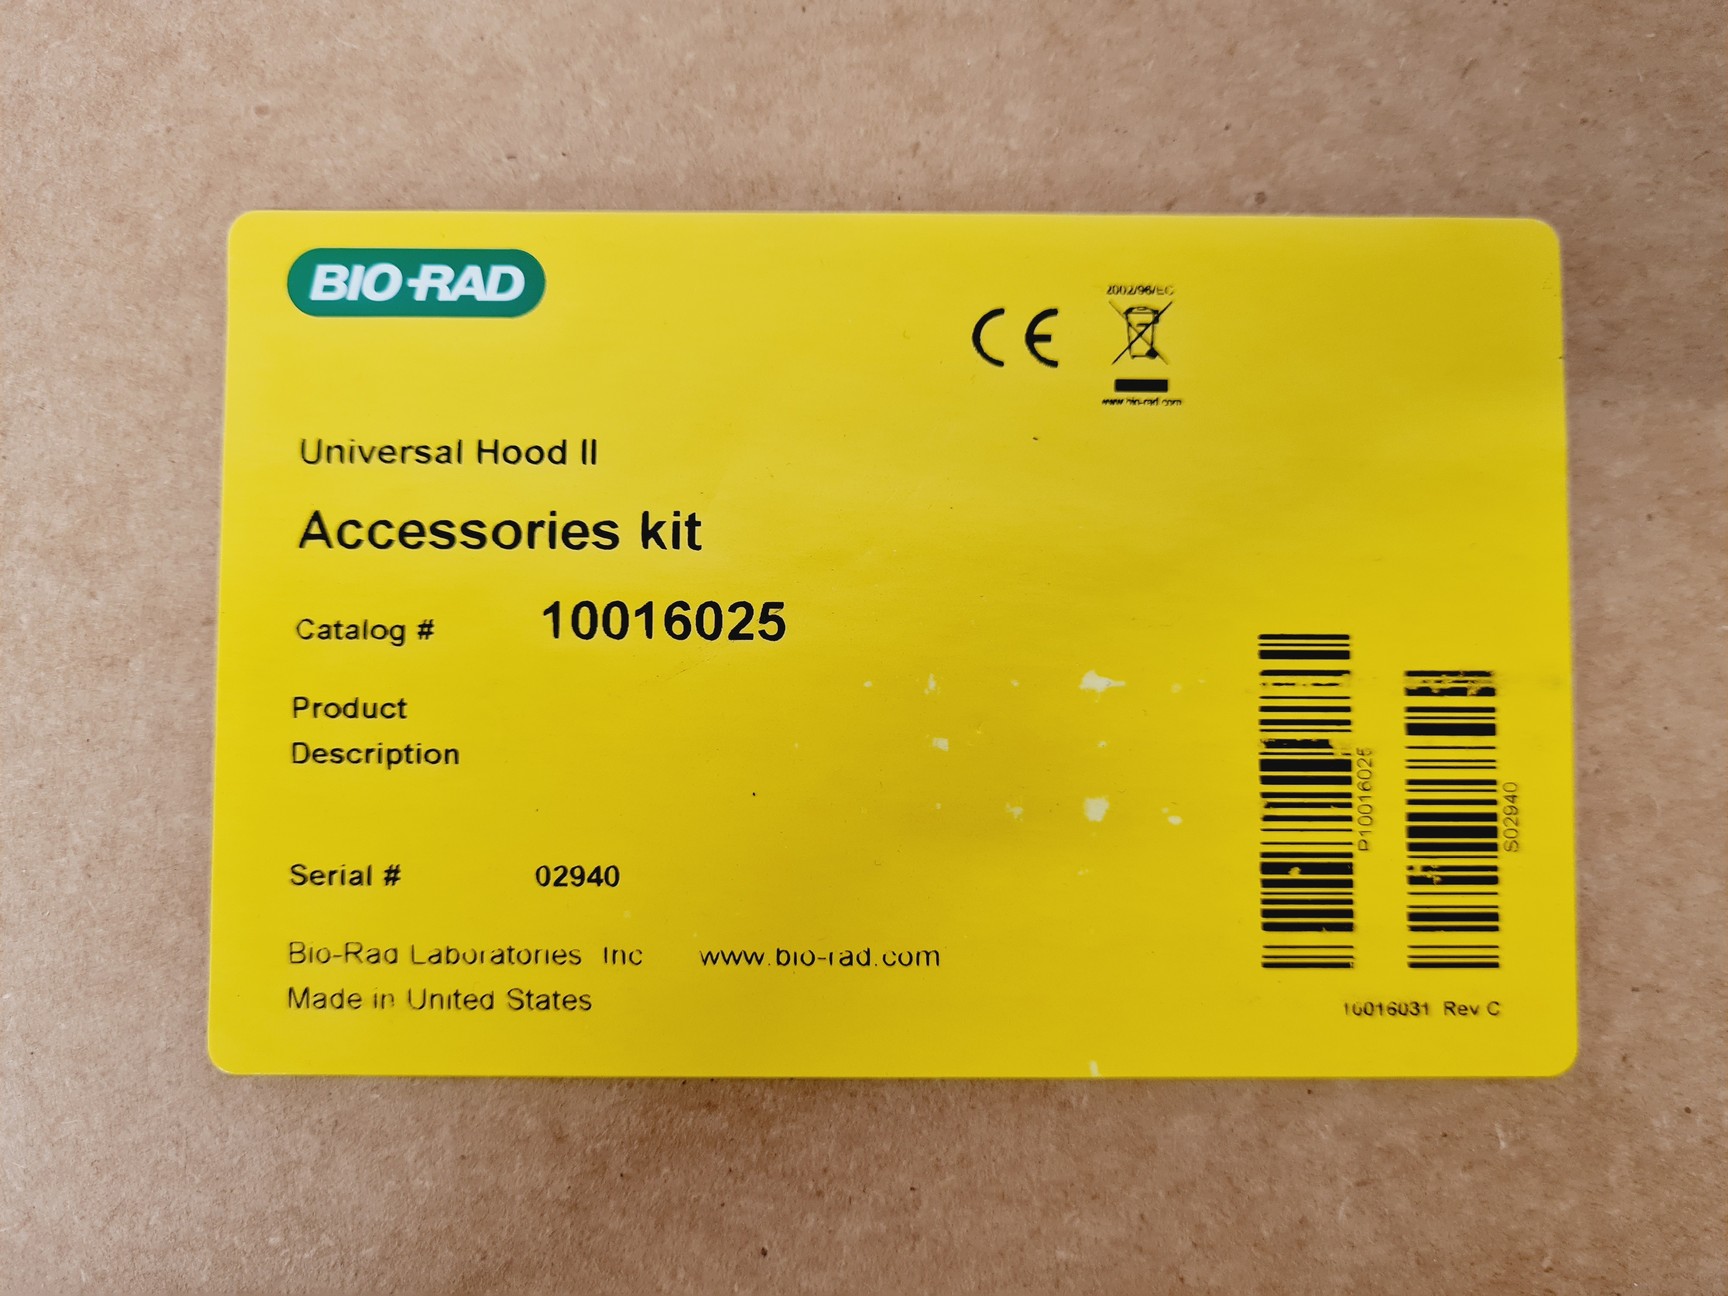 BIO-RAD
2002/96/EC
CE
www.bio-rad.com
Universal Hood II
Accessories kit
Catalog # 10016025
Product
Description
Serial # 02940
Bio-Rad Laboratories Inc www.bio-rad.com
Made in United States
P10016025
S02940
10016031 Rev C